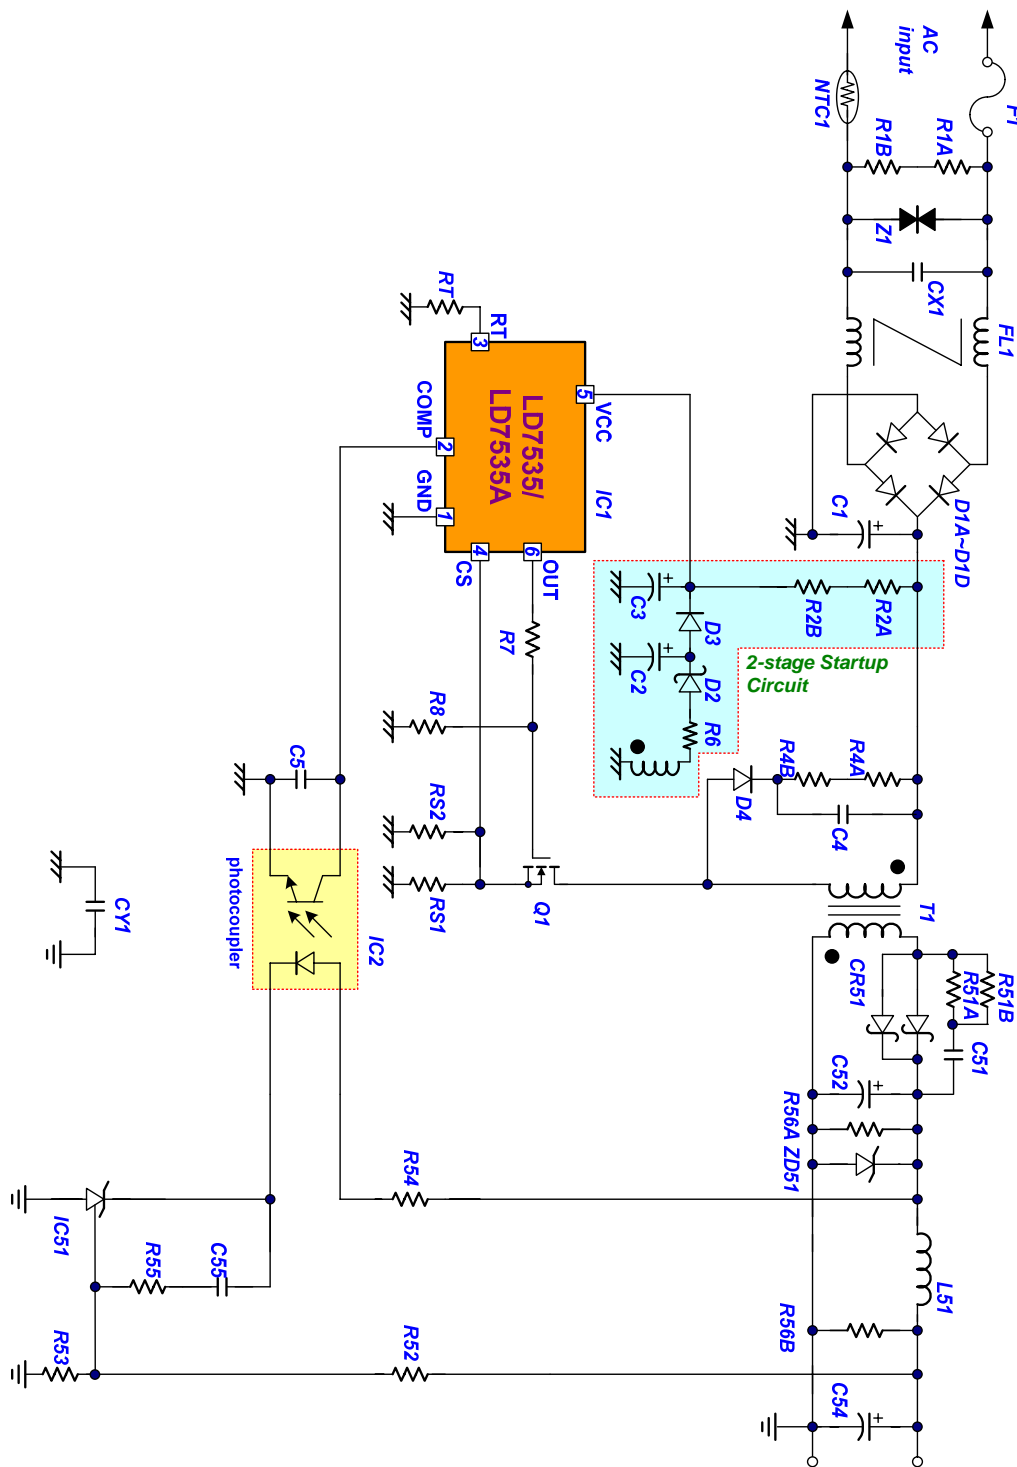 AC
input
F1
NTC1
R1B
R1A
Z1
CX1
FL1
RT
RT
3
COMP
2
GND
1
LD7535/
LD7535A
5
VCC
IC1
CS
4
OUT
6
D1A~D1D
C1
R2B
R2A
C3
D3
C2
D2
R6
2-stage Startup
Circuit
R7
R8
C5
RS2
RS1
Q1
R4B
R4A
D4
C4
T1
photocoupler
IC2
CY1
CR51
R51A
R51B
C51
C52
R56A
ZD51
R54
IC51
R55
C55
L51
R56B
R53
R52
C54